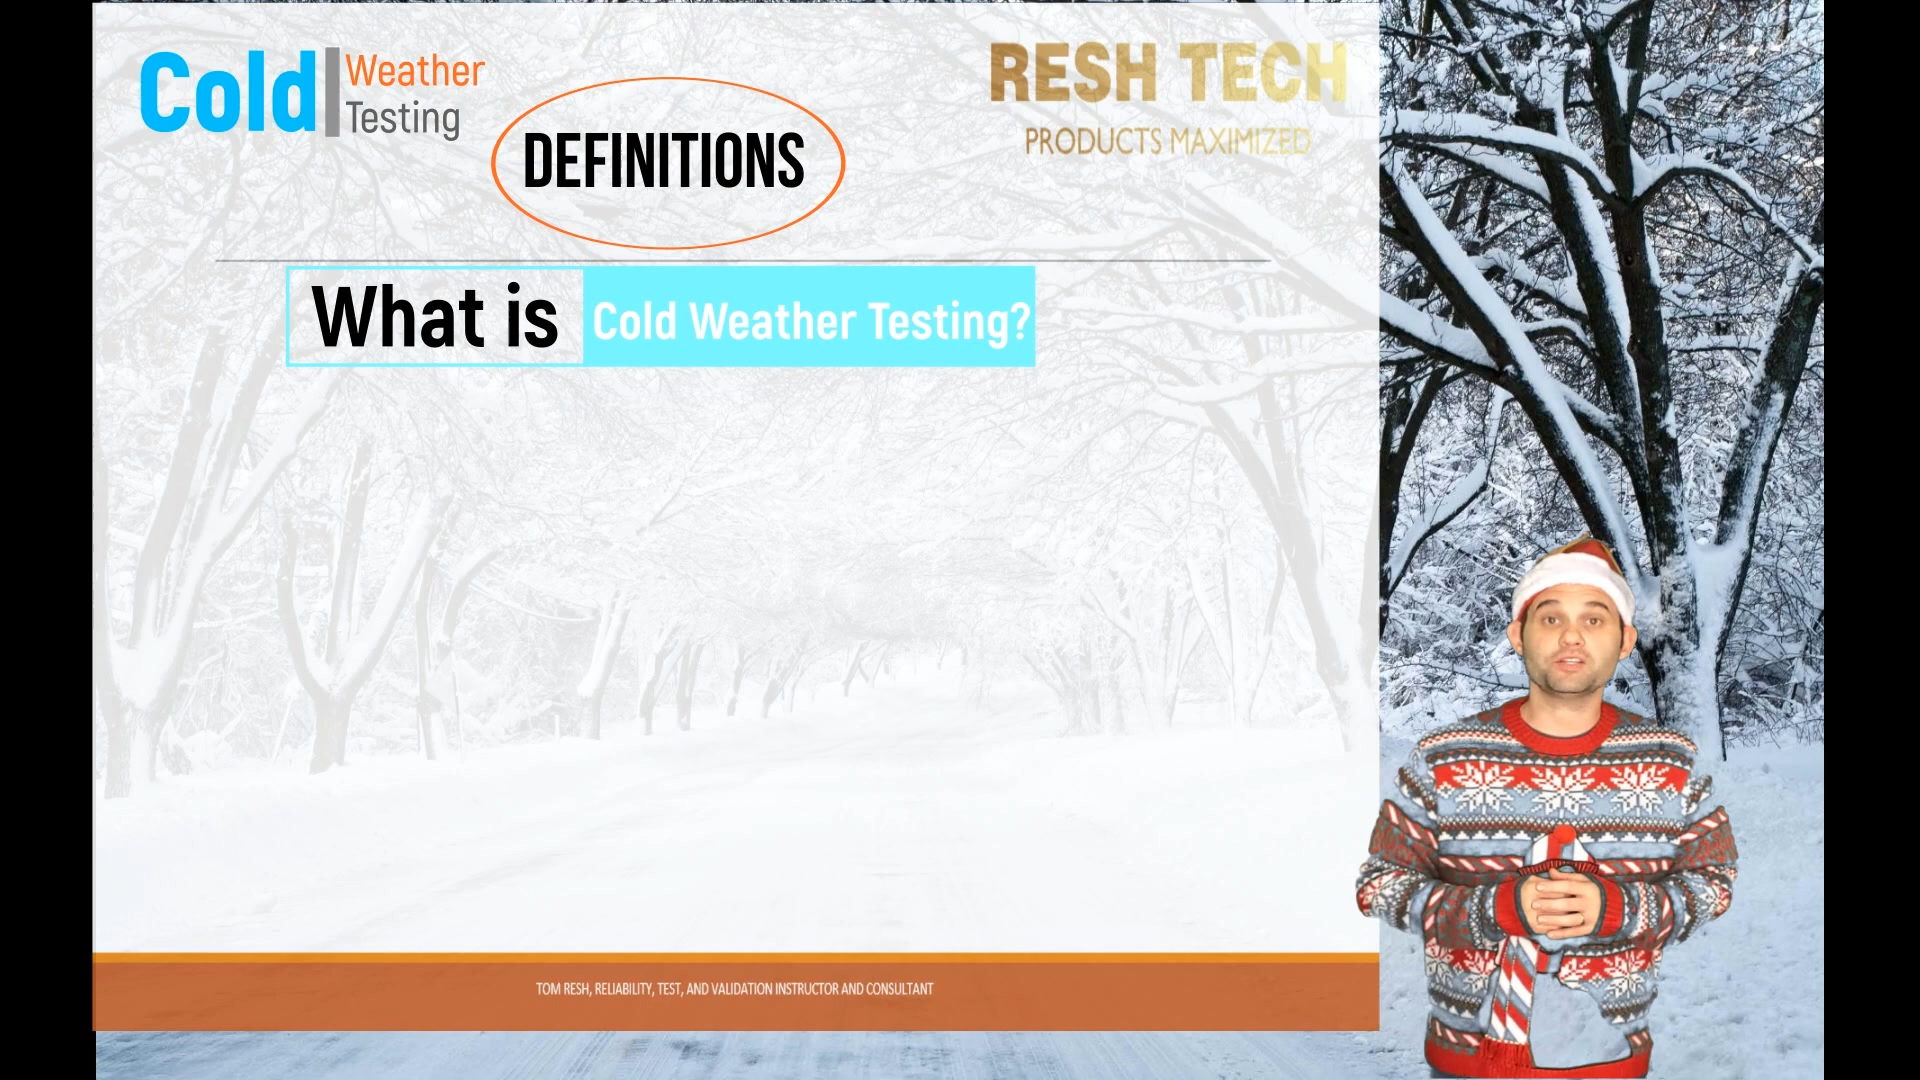 Cold
Weather
Testing
DEFINITIONS
RESH TECH
PRODUCTS MAXIMIZED
What is Cold Weather Testing?
TOM RESH, RELIABILITY, TEST, AND VALIDATION INSTRUCTOR AND CONSULTANT